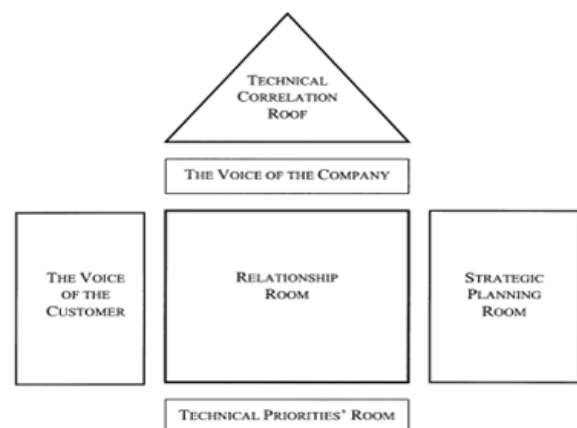 TECHNICAL
CORRELATION
ROOF
THE VOICE OF THE COMPANY
THE VOICE
OF THE
CUSTOMER
RELATIONSHIP
ROOM
STRATEGIC
PLANNING
ROOM
TECHNICAL PRIORITIES' ROOM